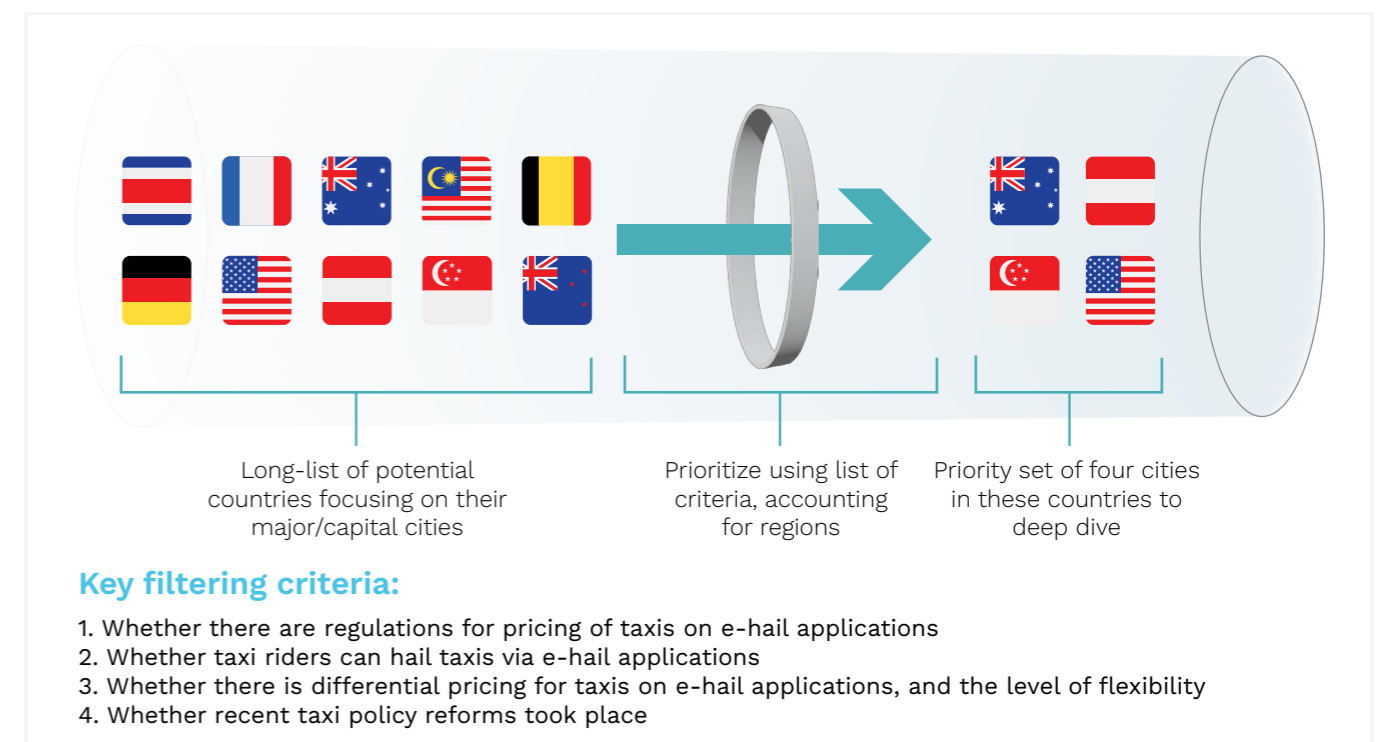 Long-list of potential
countries focusing on their
major/capital cities
Prioritize using list of
criteria, accounting
for regions
Priority set of four cities
in these countries to
deep dive
Key filtering criteria:
1. Whether there are regulations for pricing of taxis on e-hail applications
2. Whether taxi riders can hail taxis via e-hail applications
3. Whether there is differential pricing for taxis on e-hail applications, and the level of flexibility
4. Whether recent taxi policy reforms took place